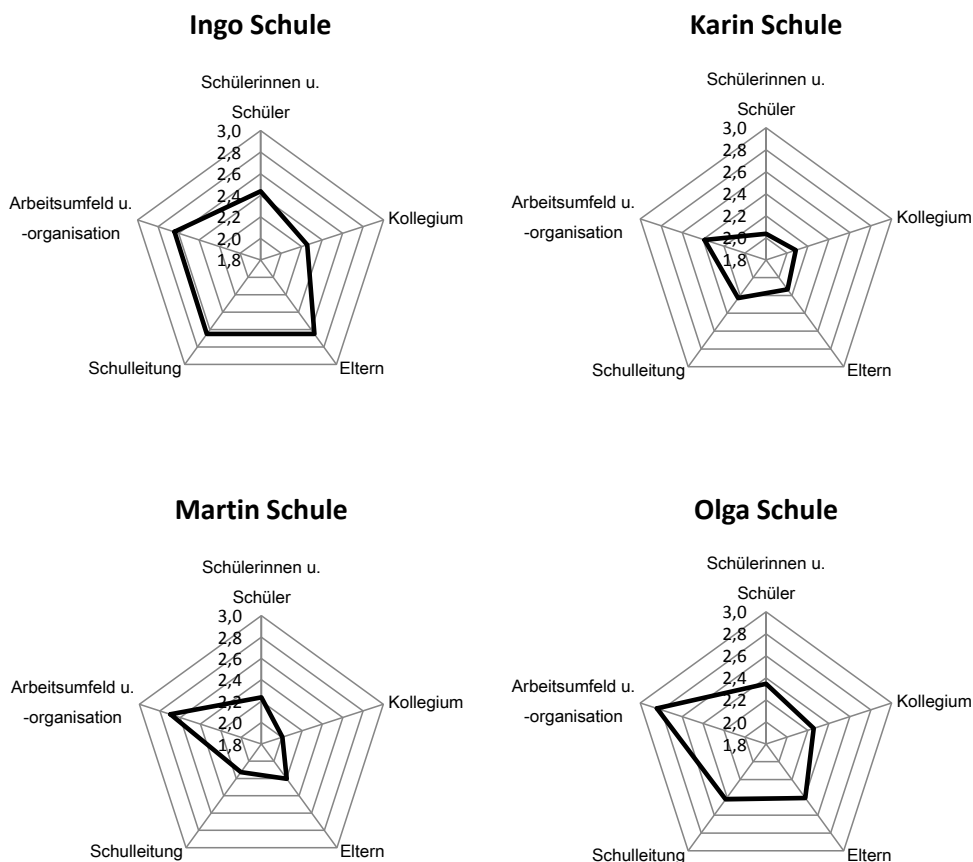 Ingo Schule
Schülerinnen u.
Schüler
3,0
2,8
2,6
2,4
2,2
2,0
1,8
Arbeitsumfeld u.
-organisation
Kollegium
Schulleitung
Eltern
Karin Schule
Schülerinnen u.
Schüler
3,0
2,8
2,6
2,4
2,2
2,0
1,8
Arbeitsumfeld u.
-organisation
Kollegium
Schulleitung
Eltern
Martin Schule
Schülerinnen u.
Schüler
3,0
2,8
2,6
2,4
2,2
2,0
1,8
Arbeitsumfeld u.
-organisation
Kollegium
Schulleitung
Eltern
Olga Schule
Schülerinnen u.
Schüler
3,0
2,8
2,6
2,4
2,2
2,0
1,8
Arbeitsumfeld u.
-organisation
Kollegium
Schulleitung
Eltern